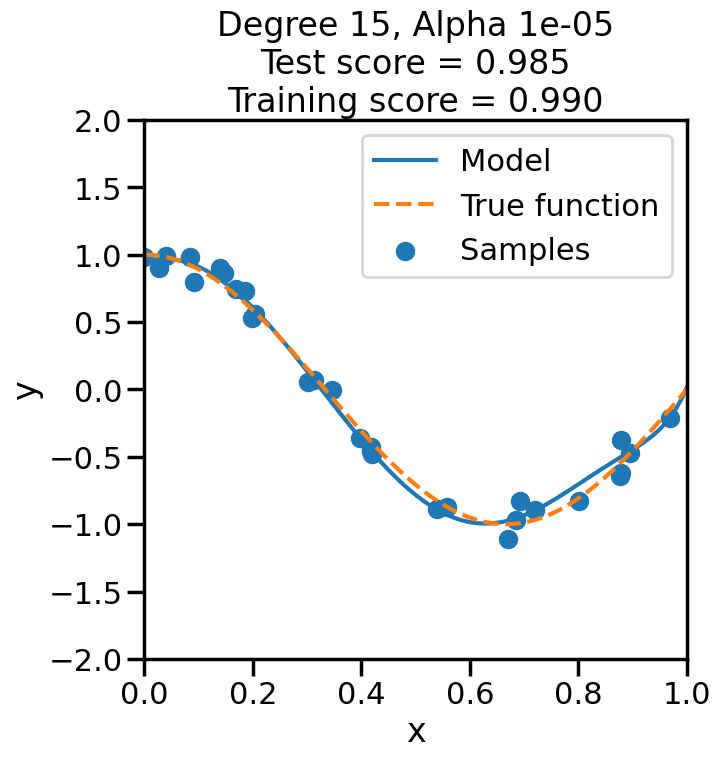 Degree 15, Alpha 1e-05
Test score = 0.985
Training score = 0.990
Model
True function
Samples
y
2.0
1.5
1.0
0.5
0.0
−0.5
−1.0
−1.5
−2.0
0.0 0.2 0.4 0.6 0.8 1.0
x